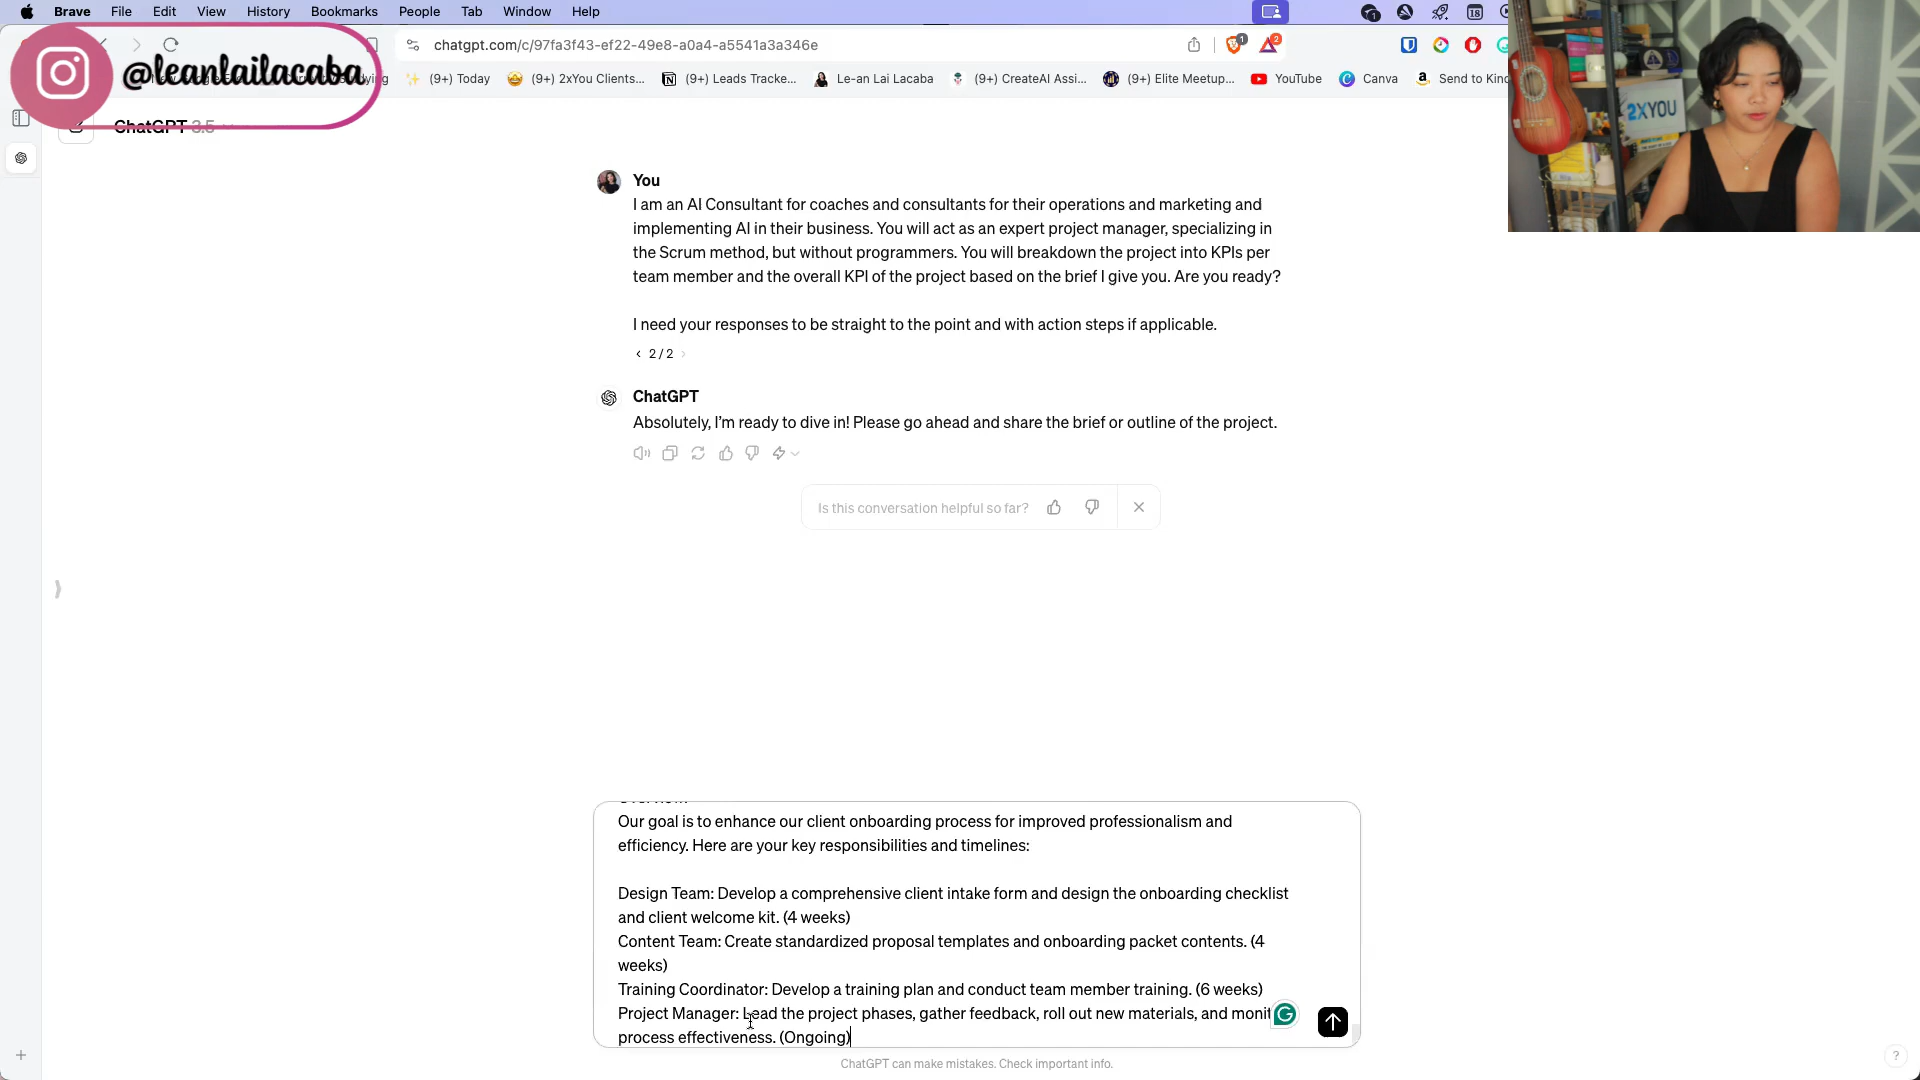 Brave File Edit View History Bookmarks People Tab Window Help
18
@leanlailacaba
chatgpt.com/c/97fa3f43-ef22-49e8-a0a4-a5541a3a346e
1
2
(9+) Today
(9+) 2xYou Clients...
(9+) Leads Tracke...
Le-an Lai Lacaba
(9+) CreateAI Assi...
(9+) Elite Meetup...
YouTube
Canva
Send to Kind
2XYOU
ChatGPT 3.5
You
I am an AI Consultant for coaches and consultants for their operations and marketing and
implementing AI in their business. You will act as an expert project manager, specializing in
the Scrum method, but without programmers. You will breakdown the project into KPIs per
team member and the overall KPI of the project based on the brief I give you. Are you ready?
I need your responses to be straight to the point and with action steps if applicable.
2 / 2
ChatGPT
Absolutely, I'm ready to dive in! Please go ahead and share the brief or outline of the project.
Is this conversation helpful so far?
Our goal is to enhance our client onboarding process for improved professionalism and
efficiency. Here are your key responsibilities and timelines:
Design Team: Develop a comprehensive client intake form and design the onboarding checklist
and client welcome kit. (4 weeks)
Content Team: Create standardized proposal templates and onboarding packet contents. (4
weeks)
Training Coordinator: Develop a training plan and conduct team member training. (6 weeks)
Project Manager: Lead the project phases, gather feedback, roll out new materials, and monit
process effectiveness. (Ongoing)
ChatGPT can make mistakes. Check important info.
?